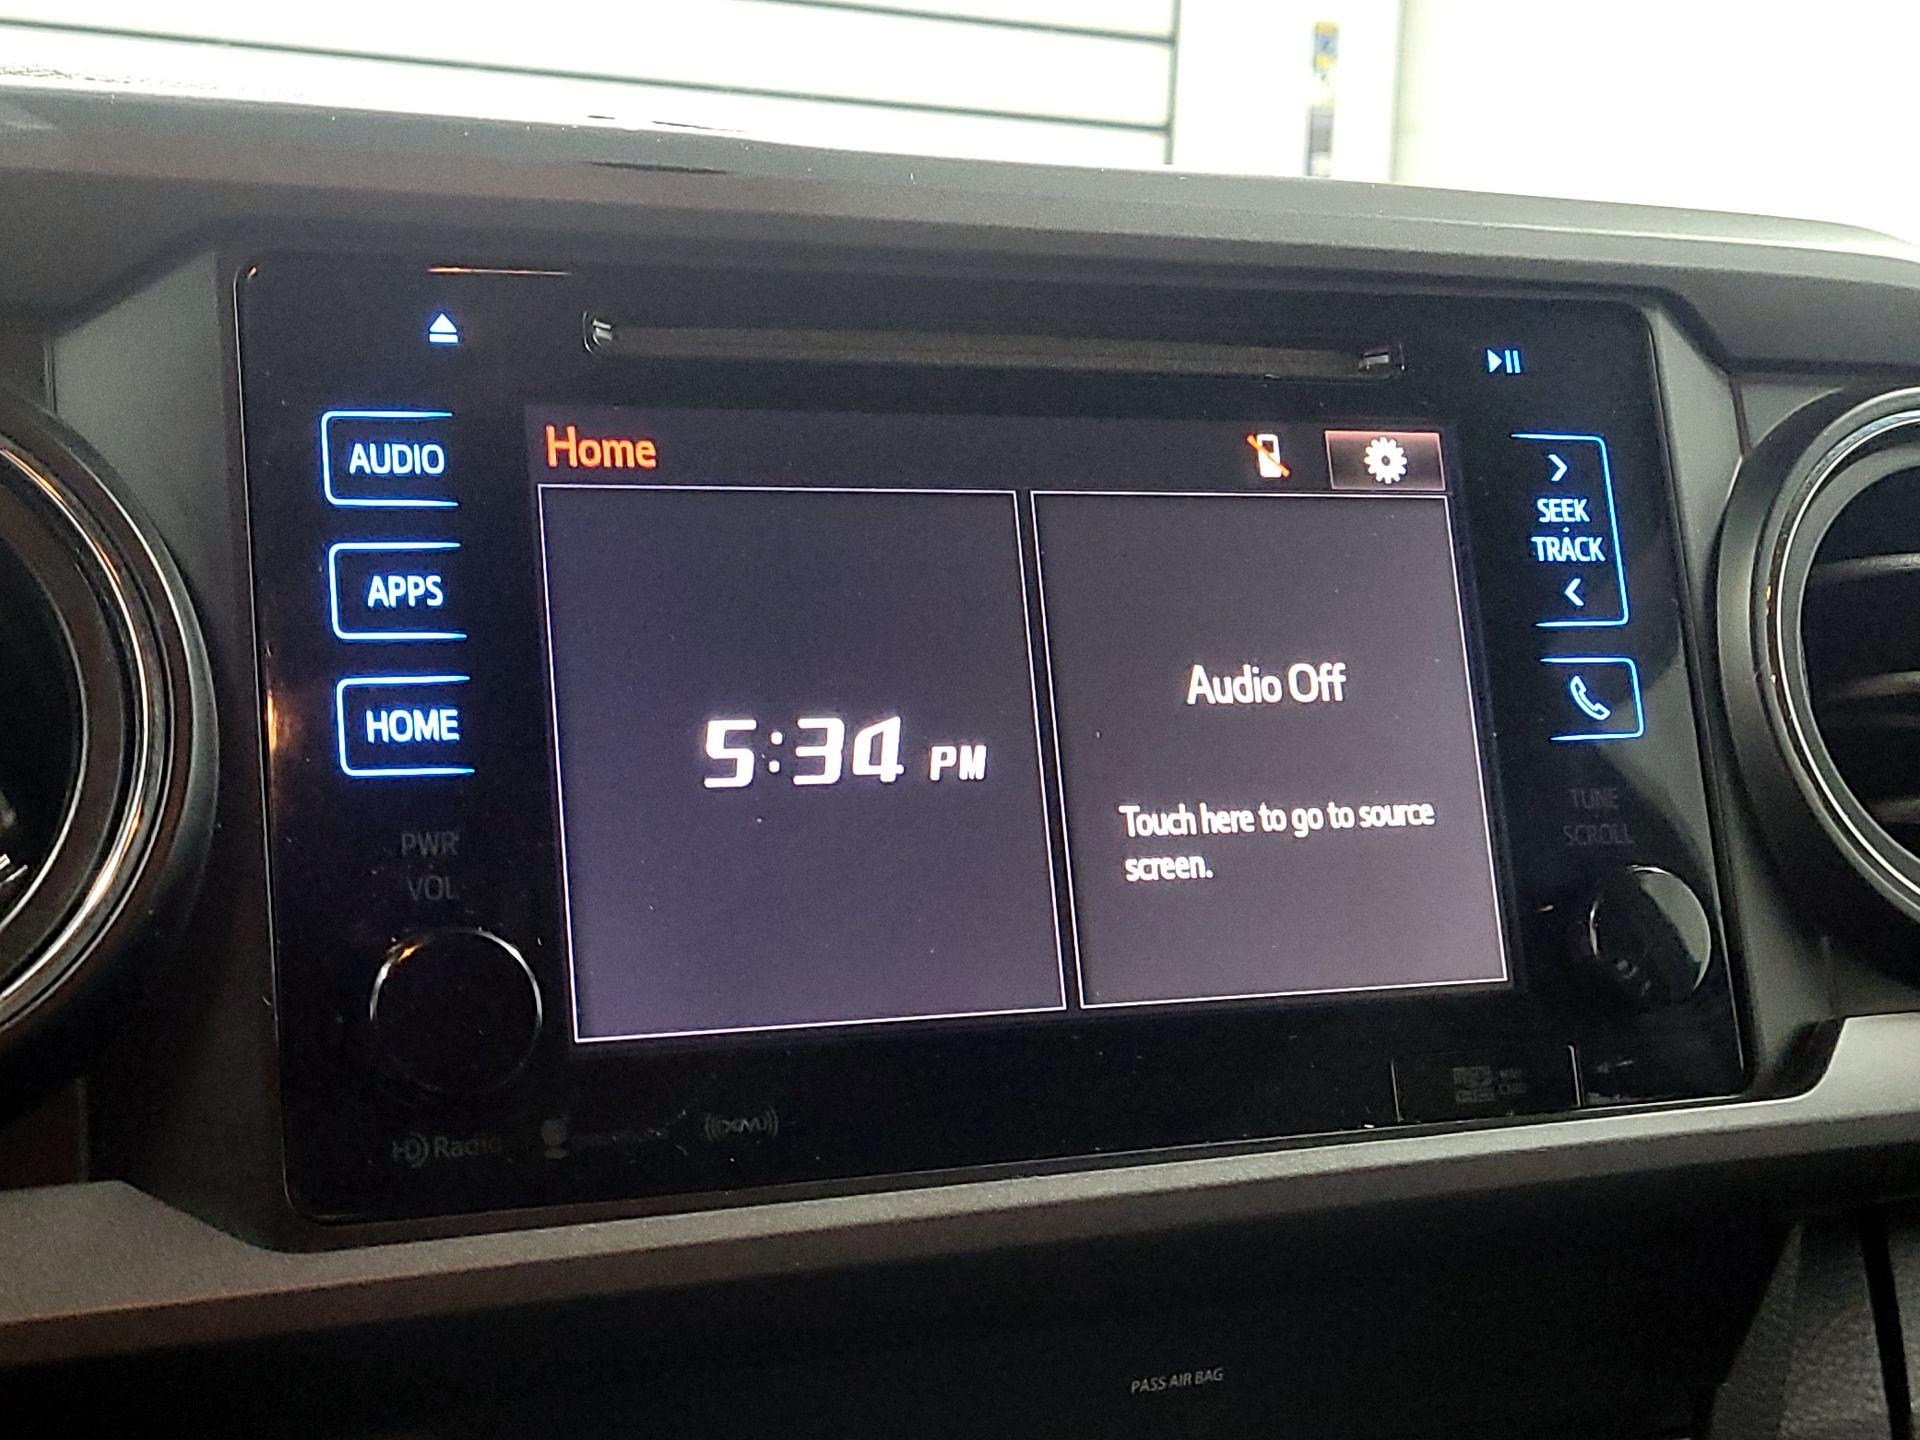 AUDIO
APPS
HOME
PWR
VOL
Home
5:34 PM
Audio Off
Touch here to go to source
screen.
SEEK
TRACK
TUNE
SCROLL
HD Radio
PASS AIR BAG